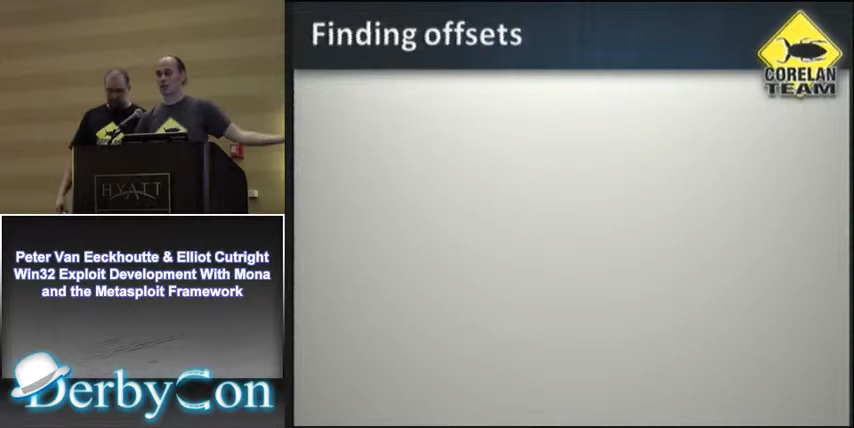 Finding offsets
CORELAN
TEAM
HYATT
Peter Van Eeckhoutte & Elliot Cutright
Win32 Exploit Development With Mona
and the Metasploit Framework
DerbyCon